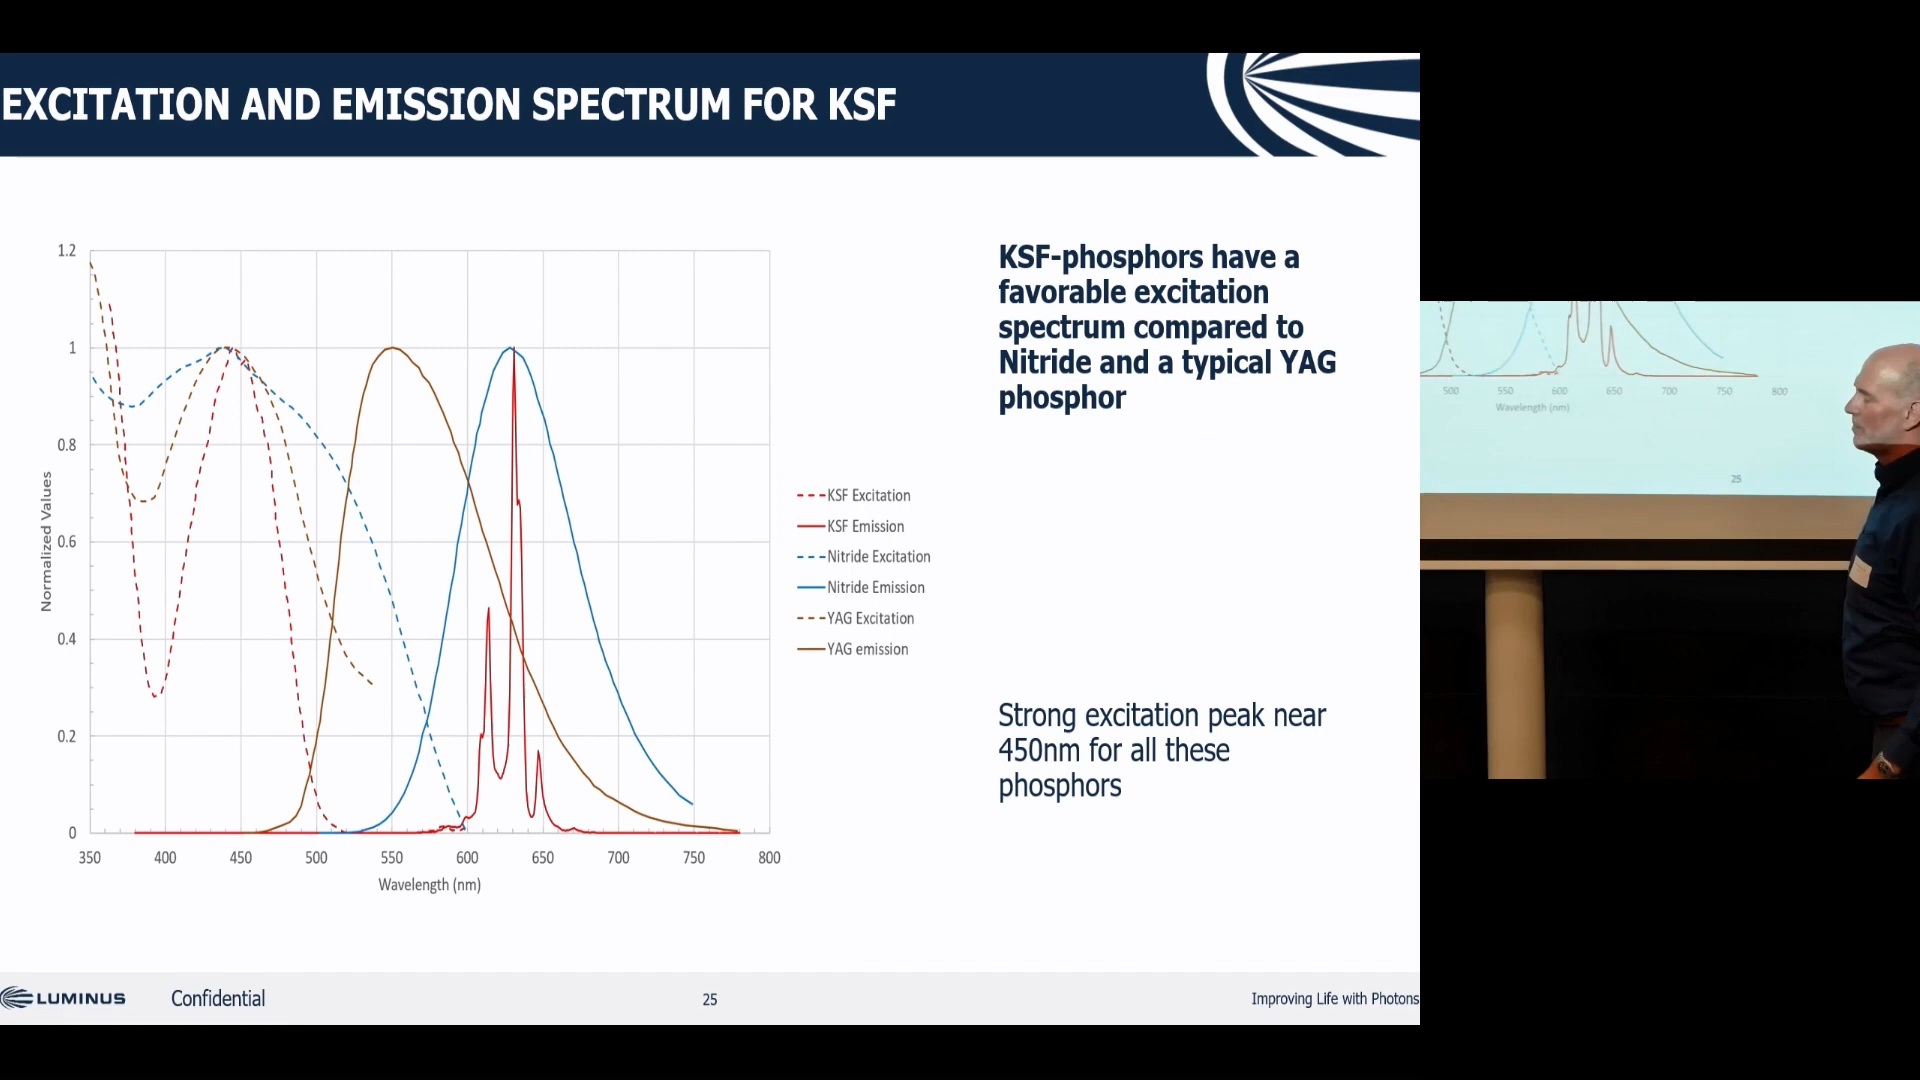 EXCITATION AND EMISSION SPECTRUM FOR KSF
1.2
1
0.8
0.6
0.4
0.2
0
Normalized Values
350 400 450 500 550 600 650 700 750 800
Wavelength (nm)
KSF Excitation
KSF Emission
Nitride Excitation
Nitride Emission
YAG Excitation
YAG emission
KSF-phosphors have a
favorable excitation
spectrum compared to
Nitride and a typical YAG
phosphor
Strong excitation peak near
450nm for all these
phosphors
LUMINUS
Confidential
25
Improving Life with Photons
500 550 600 650 700 750 800
Wavelength (nm)
25